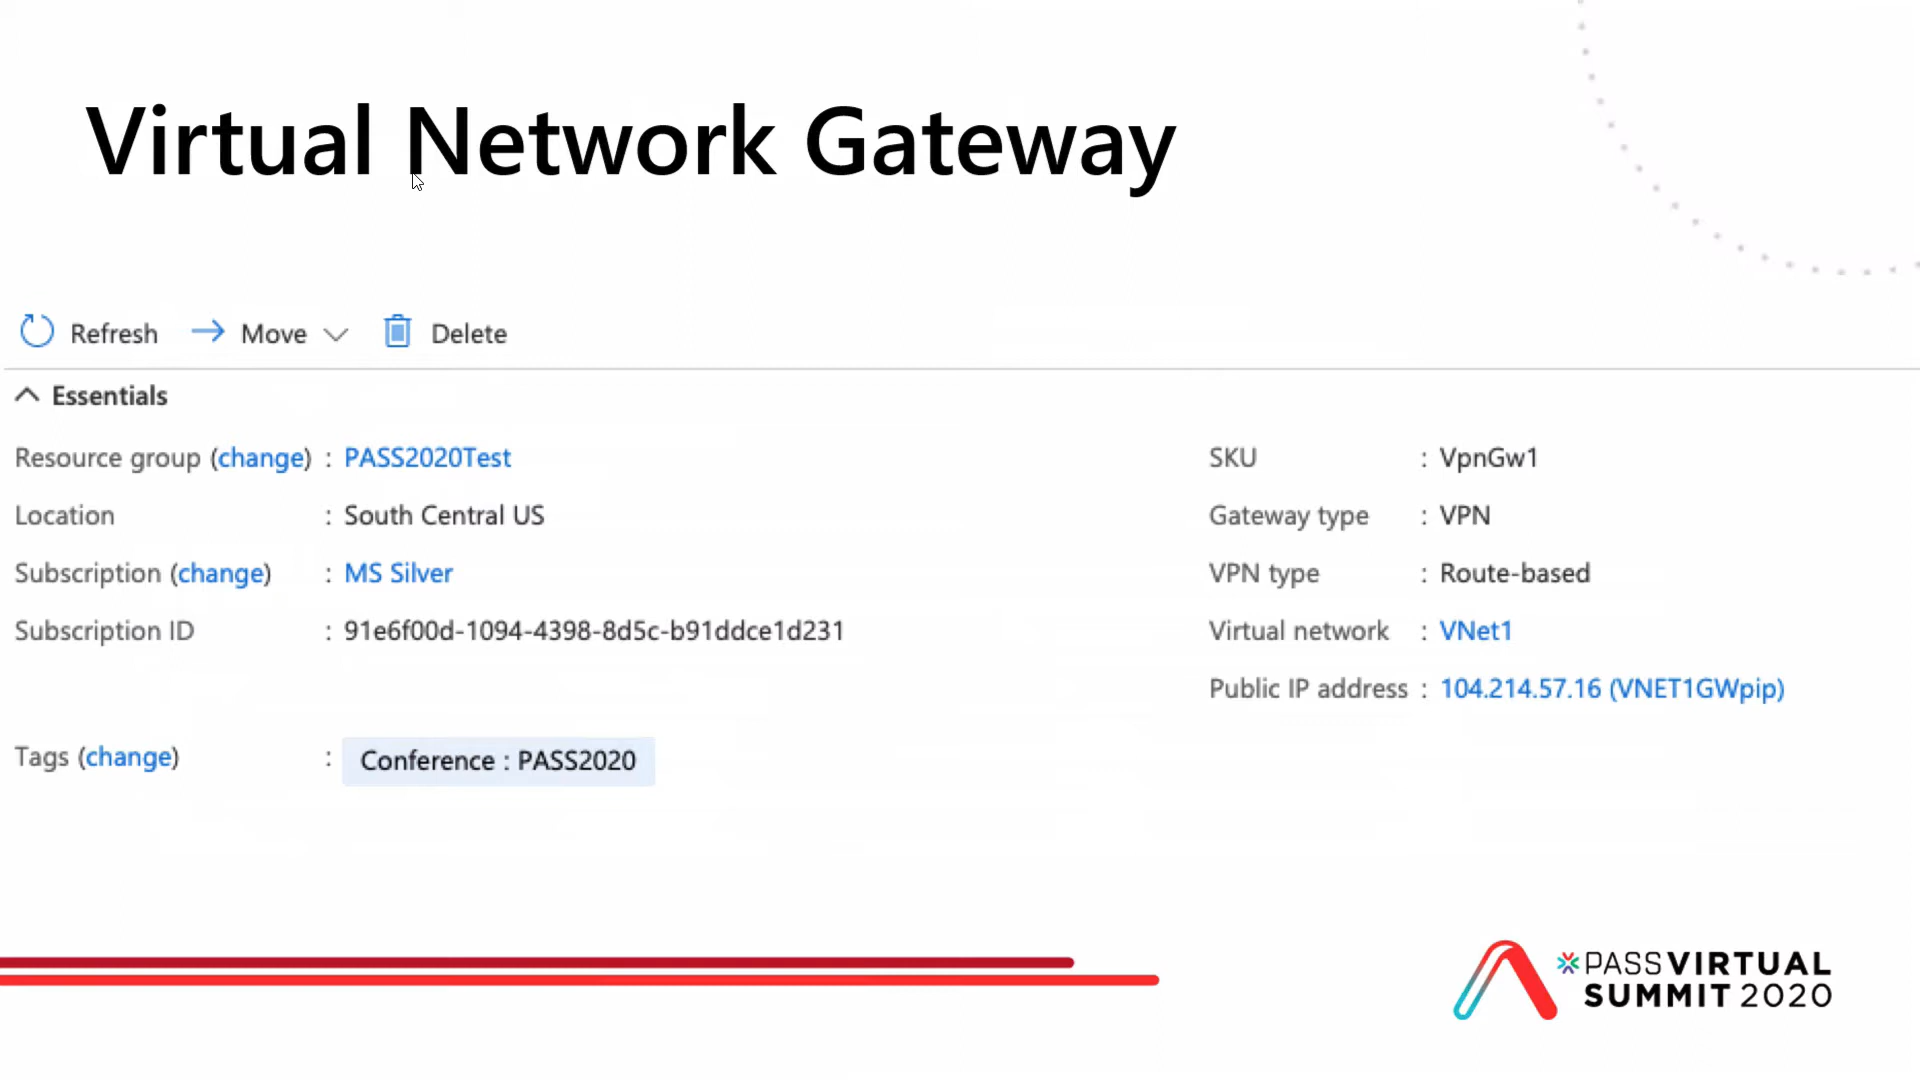 Virtual Network Gateway
Refresh Move Delete
Essentials
Resource group (change) : PASS2020Test
Location : South Central US
Subscription (change) : MS Silver
Subscription ID : 91e6f00d-1094-4398-8d5c-b91ddce1d231
Tags (change) : Conference : PASS2020
SKU : VpnGw1
Gateway type : VPN
VPN type : Route-based
Virtual network : VNet1
Public IP address : 104.214.57.16 (VNET1GWpip)
PASS VIRTUAL
SUMMIT 2020